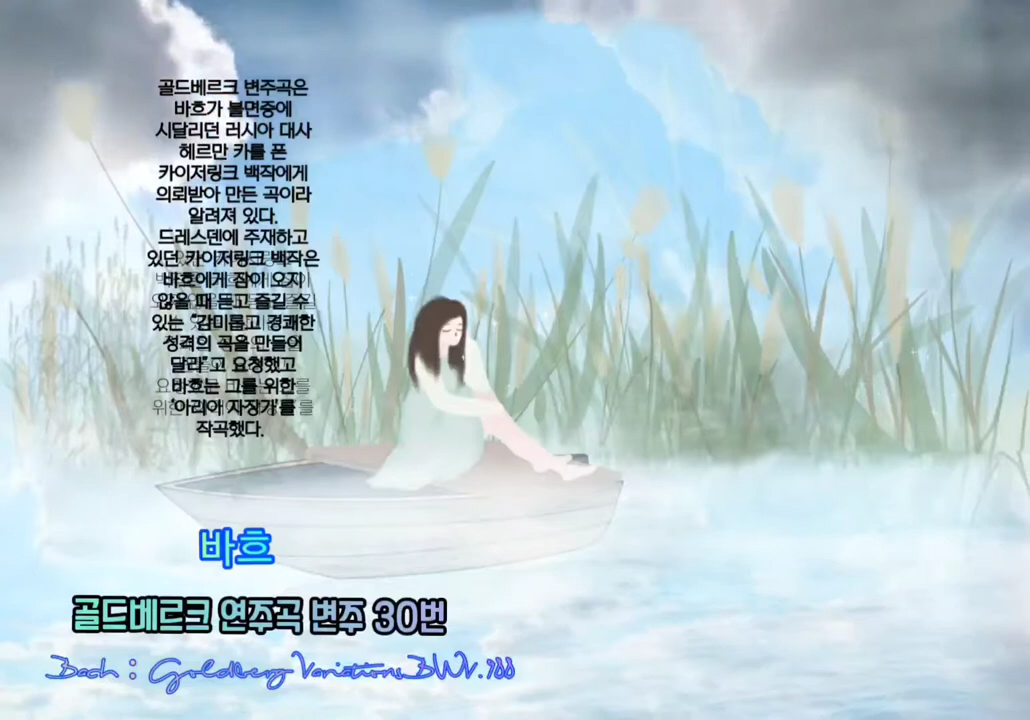 골드베르크 변주곡은
바흐가 불면중에
시달리던 러시아 대사
헤르만 카를 폰
카이저링크 백작에게
의뢰받아 만든 곡이라
알려져 있다.
드레스덴에 주재하고
있던 카이저링크 백작은
바흐에게 잠이 오지
않을 때 듣고 즐길 수
있는 "감미롭고 경쾌한
성격의 곡을 만들어
달라"고 요청했고
바흐는 그를 위한
'아리아 자장가'를
작곡했다.
바흐
골드베르크 연주곡 변주 30번
Bach : Goldberg Variations BWV.988